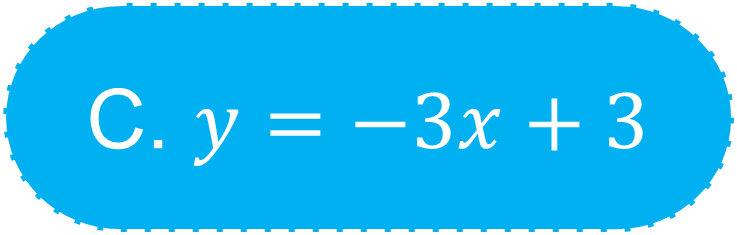 C. y = −3x + 3